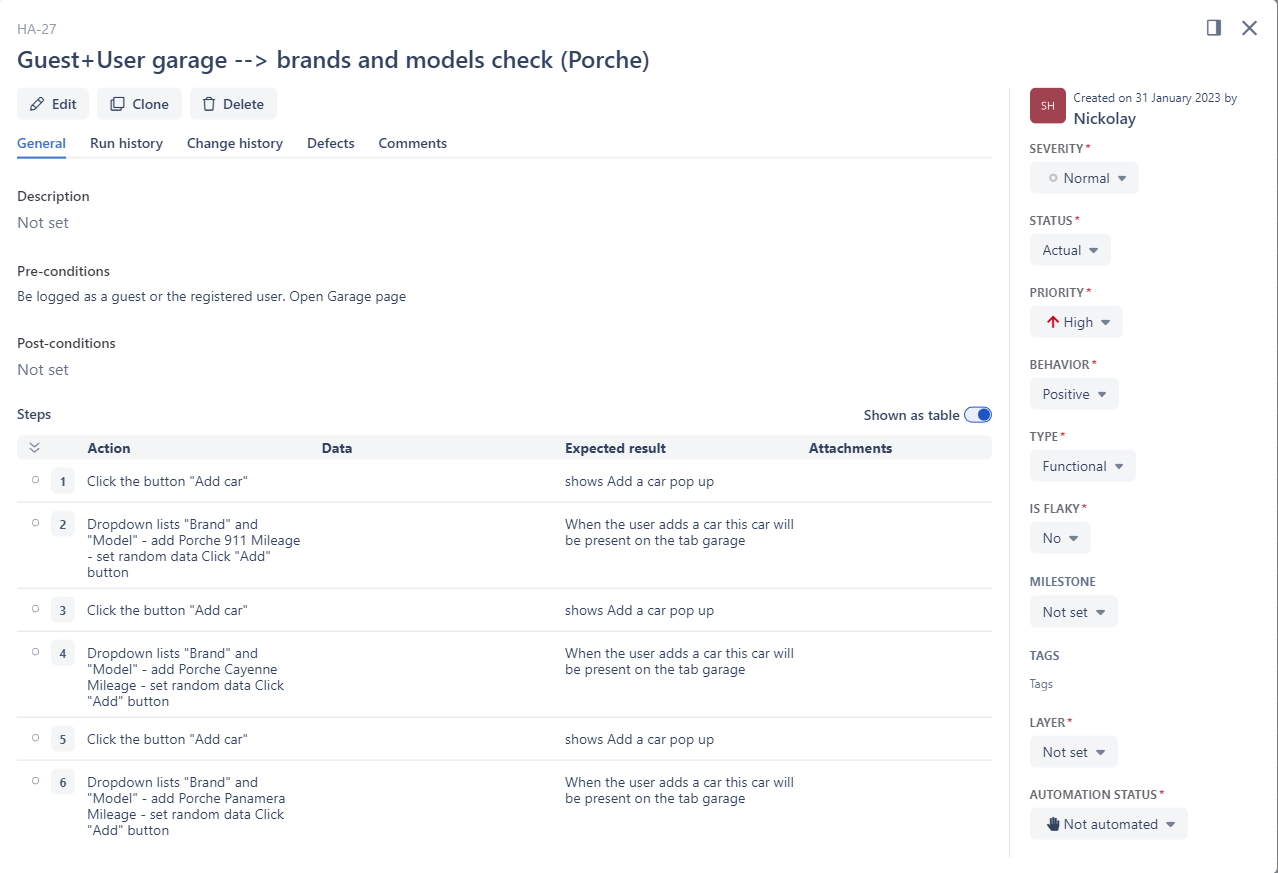 HA-27
Guest+User garage --> brands and models check (Porche)
Edit
Clone
Delete
General
Run history
Change history
Defects
Comments
Description
Not set
Pre-conditions
Be logged as a guest or the registered user. Open Garage page
Post-conditions
Not set
Steps
Shown as table
Action
Data
Expected result
Attachments
1
Click the button "Add car"
shows Add a car pop up
2
Dropdown lists "Brand" and
"Model" - add Porche 911 Mileage
- set random data Click "Add"
button
When the user adds a car this car will
be present on the tab garage
3
Click the button "Add car"
shows Add a car pop up
4
Dropdown lists "Brand" and
"Model" - add Porche Cayenne
Mileage - set random data Click
"Add" button
When the user adds a car this car will
be present on the tab garage
5
Click the button "Add car"
shows Add a car pop up
6
Dropdown lists "Brand" and
"Model" - add Porche Panamera
Mileage - set random data Click
"Add" button
When the user adds a car this car will
be present on the tab garage
SH
Created on 31 January 2023 by
Nickolay
SEVERITY*
Normal
STATUS*
Actual
PRIORITY*
High
BEHAVIOR*
Positive
TYPE*
Functional
IS FLAKY*
No
MILESTONE
Not set
TAGS
Tags
LAYER*
Not set
AUTOMATION STATUS*
Not automated